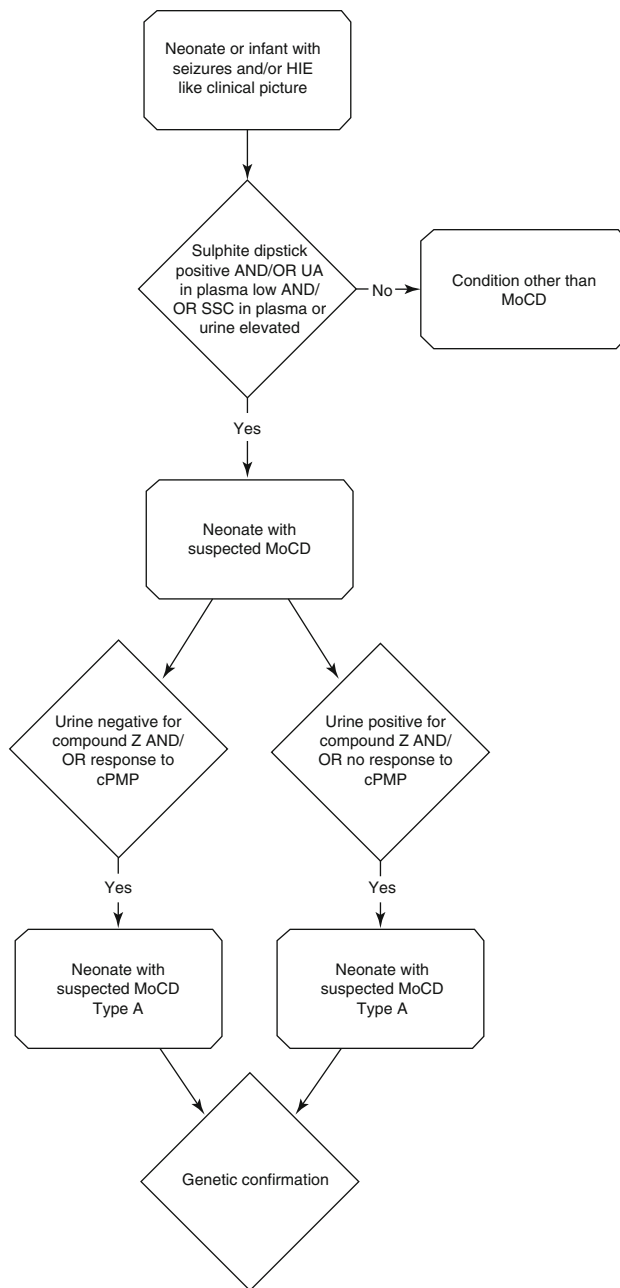 Neonate or infant with
seizures and/or HIE
like clinical picture
Sulphite dipstick
positive AND/OR UA
in plasma low AND/
OR SSC in plasma or
urine elevated
No
Condition other than
MoCD
Yes
Neonate with
suspected MoCD
Urine negative for
compound Z AND/
OR response to
cPMP
Urine positive for
compound Z AND/
OR no response to
cPMP
Yes
Yes
Neonate with
suspected MoCD
Type A
Neonate with
suspected MoCD
Type A
Genetic confirmation